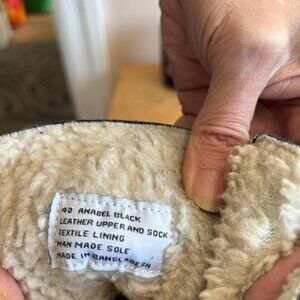 40 ANABEL BLACK
LEATHER UPPER AND SOCK
TEXTILE LINING
MAN MADE SOLE
MADE IN BANGLADESH